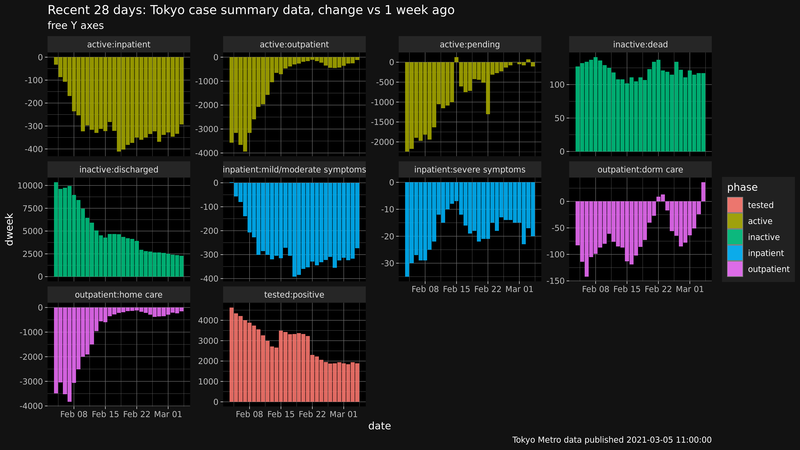 Recent 28 days: Tokyo case summary data, change vs 1 week ago
free Y axes
active:inpatient
active:outpatient
active:pending
inactive:dead
0
-100
-200
-300
-400
0
-1000
-2000
-3000
-4000
0
-500
-1000
-1500
-2000
100
50
0
inactive:discharged
inpatient:mild/moderate symptoms
inpatient:severe symptoms
outpatient:dorm care
10000
7500
5000
2500
0
0
-100
-200
-300
-400
0
-10
-20
-30
0
-50
-100
-150
Feb 08 Feb 15 Feb 22 Mar 01
Feb 08 Feb 15 Feb 22 Mar 01
outpatient:home care
tested:positive
0
-1000
-2000
-3000
-4000
4000
3000
2000
1000
0
Feb 08 Feb 15 Feb 22 Mar 01
Feb 08 Feb 15 Feb 22 Mar 01
dweek
date
phase
tested
active
inactive
inpatient
outpatient
Tokyo Metro data published 2021-03-05 11:00:00